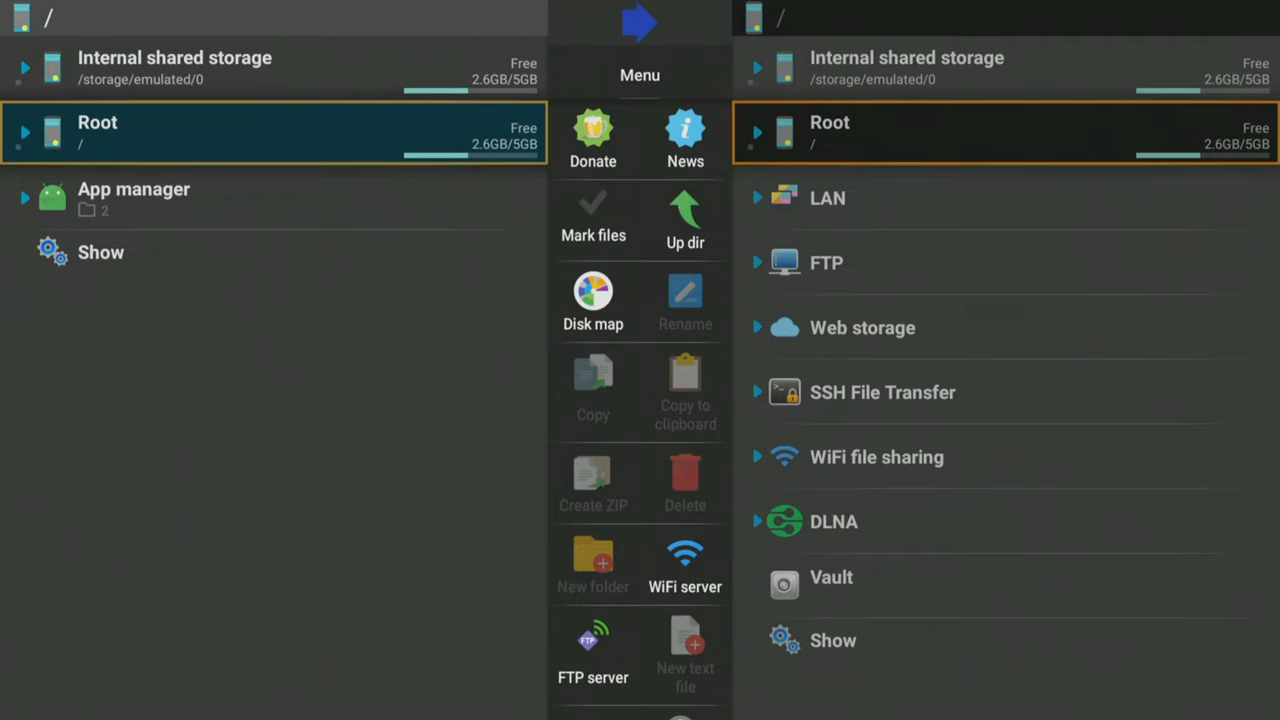 /
Internal shared storage
/storage/emulated/0
Free
2.6GB/5GB
Root
/
Free
2.6GB/5GB
App manager
2
Show
Menu
Donate
News
Mark files
Up dir
Disk map
Rename
Copy
Copy to
clipboard
Create ZIP
Delete
New folder
WiFi server
FTP
FTP server
New text
file
/
Internal shared storage
/storage/emulated/0
Free
2.6GB/5GB
Root
/
Free
2.6GB/5GB
LAN
FTP
Web storage
SSH File Transfer
WiFi file sharing
DLNA
Vault
Show